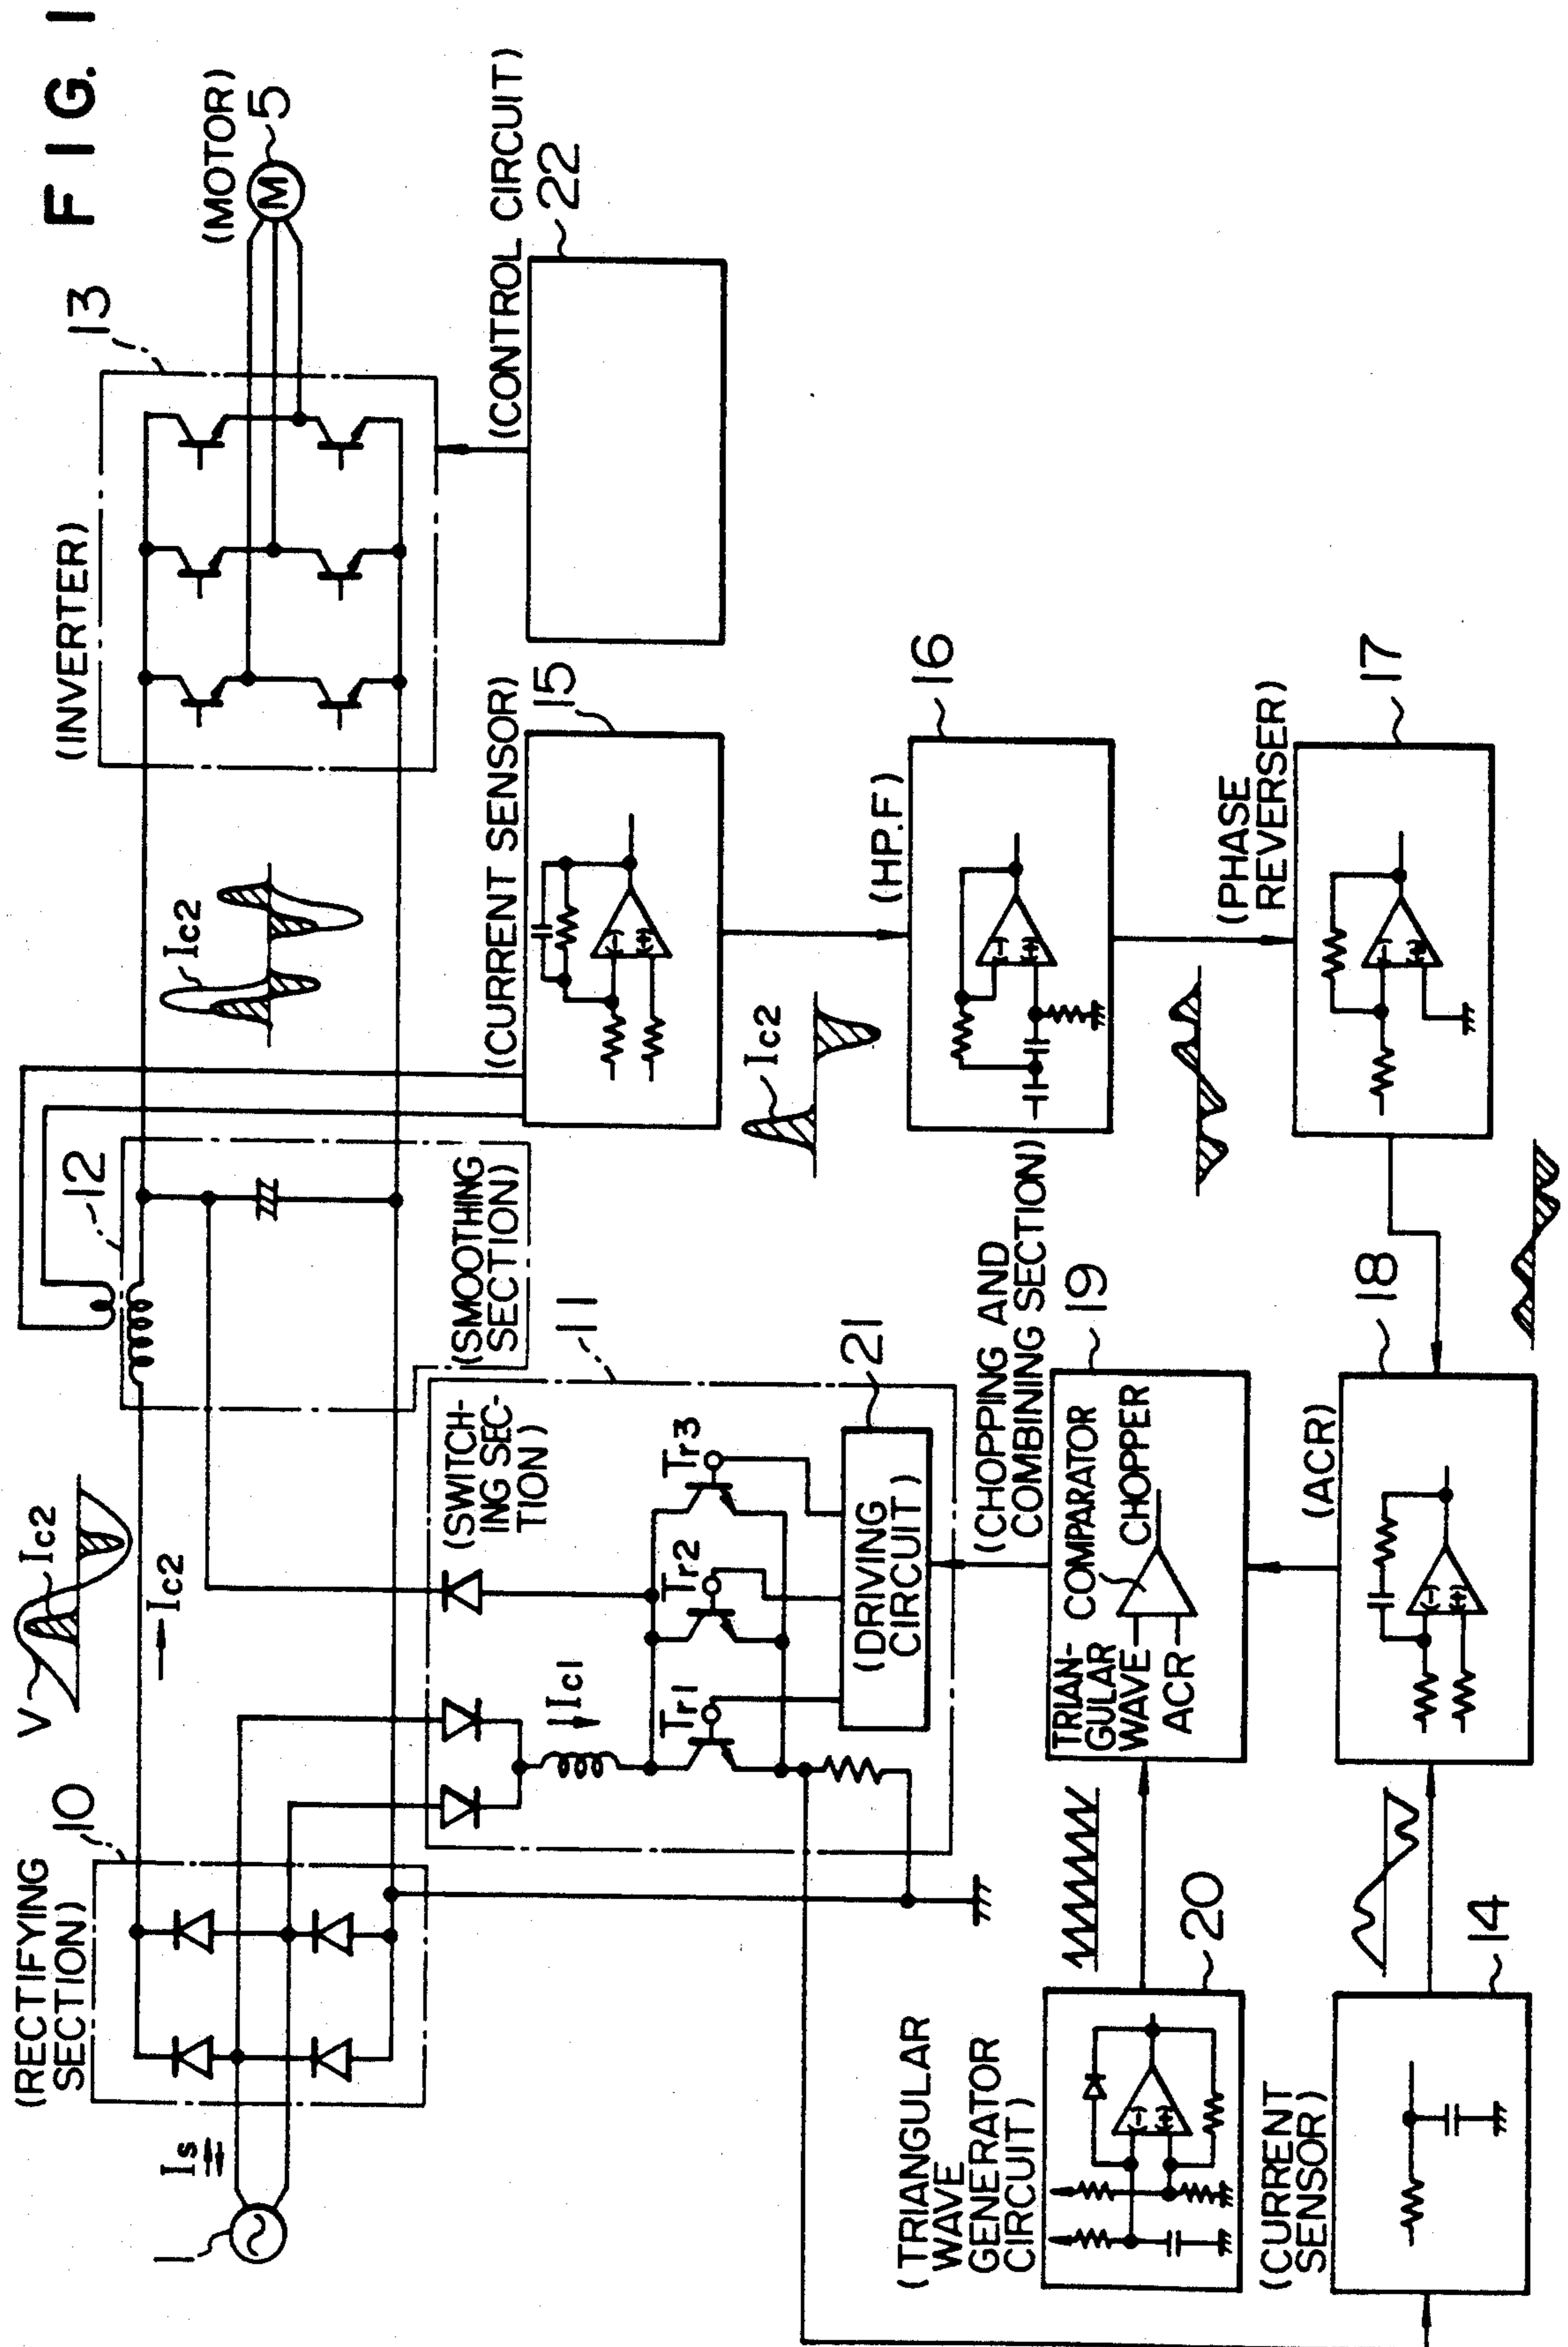 FIG. 1
(RECTIFYING
SECTION)
10
Is
1
V
Ic2
Ic2
12
(SMOOTHING
SECTION)
Ic2
(INVERTER)
13
(MOTOR)
5
M
(SWITCH-
ING SEC-
TION)
11
Ic1
Tr1
Tr2
Tr3
(DRIVING
CIRCUIT)
21
(CURRENT SENSOR)
15
(-)
(+)
(CONTROL CIRCUIT)
22
Ic2
(HP.F)
16
(-)
(+)
(TRIANGULAR
WAVE
GENERATOR
CIRCUIT)
20
(-)
(+)
(CHOPPING AND
COMBINING SECTION)
19
TRIAN-
GULAR
WAVE
ACR
COMPARATOR
CHOPPER
(PHASE
REVERSER)
17
(-)
(+)
(CURRENT
SENSOR)
14
(ACR)
18
(-)
(+)